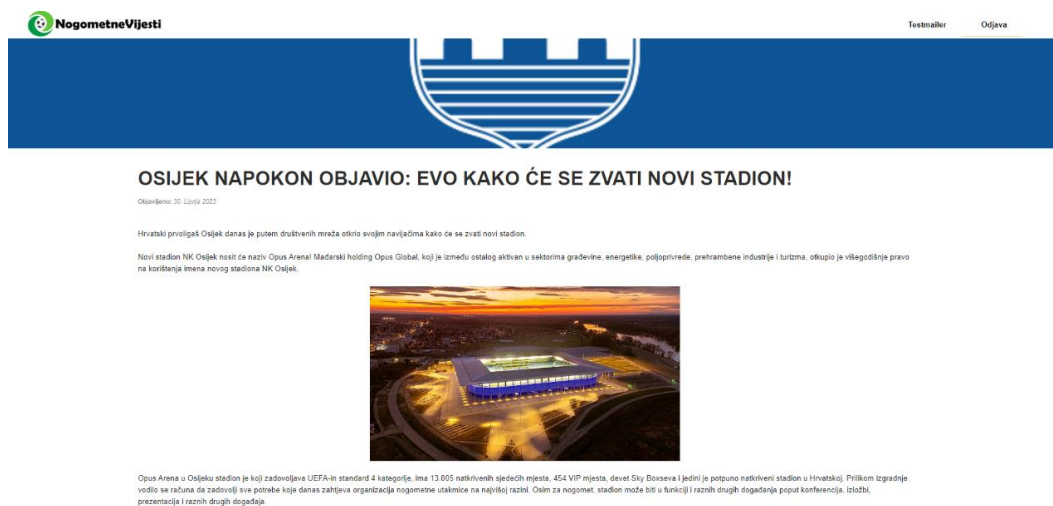 NogometneVijesti
Testmailer
Odjava
OSIJEK NAPOKON OBJAVIO: EVO KAKO ĆE SE ZVATI NOVI STADION!
Objavljeno: 30. Lipnja 2023.
Hrvatski prvoligaš Osijek danas je putem društvenih mreža otkrio svojim navijačima kako će se zvati novi stadion.
Novi stadion NK Osijek nosit će naziv Opus Arena! Mađarski holding Opus Global, koji je između ostalog aktivan u sektorima građevine, energetike, poljoprivrede, prehrambene industrije i turizma, otkupio je višegodišnje pravo
na korištenja imena novog stadiona NK Osijek.
Opus Arena u Osijeku stadion je koji zadovoljava UEFA-in standard 4 kategorije, ima 13.005 natkrivenih sjedećih mjesta, 454 VIP mjesta, devet Sky Boxseva i jedini je potpuno natkriveni stadion u Hrvatskoj. Prilikom izgradnje
vodilo se računa da zadovolji sve potrebe koje danas zahtjeva organizacija nogometne utakmice na najvišoj razini. Osim za nogomet, stadion može biti u funkciji i raznih drugih događanja poput konferencija, izložbi,
prezentacija i raznih drugih događaja.